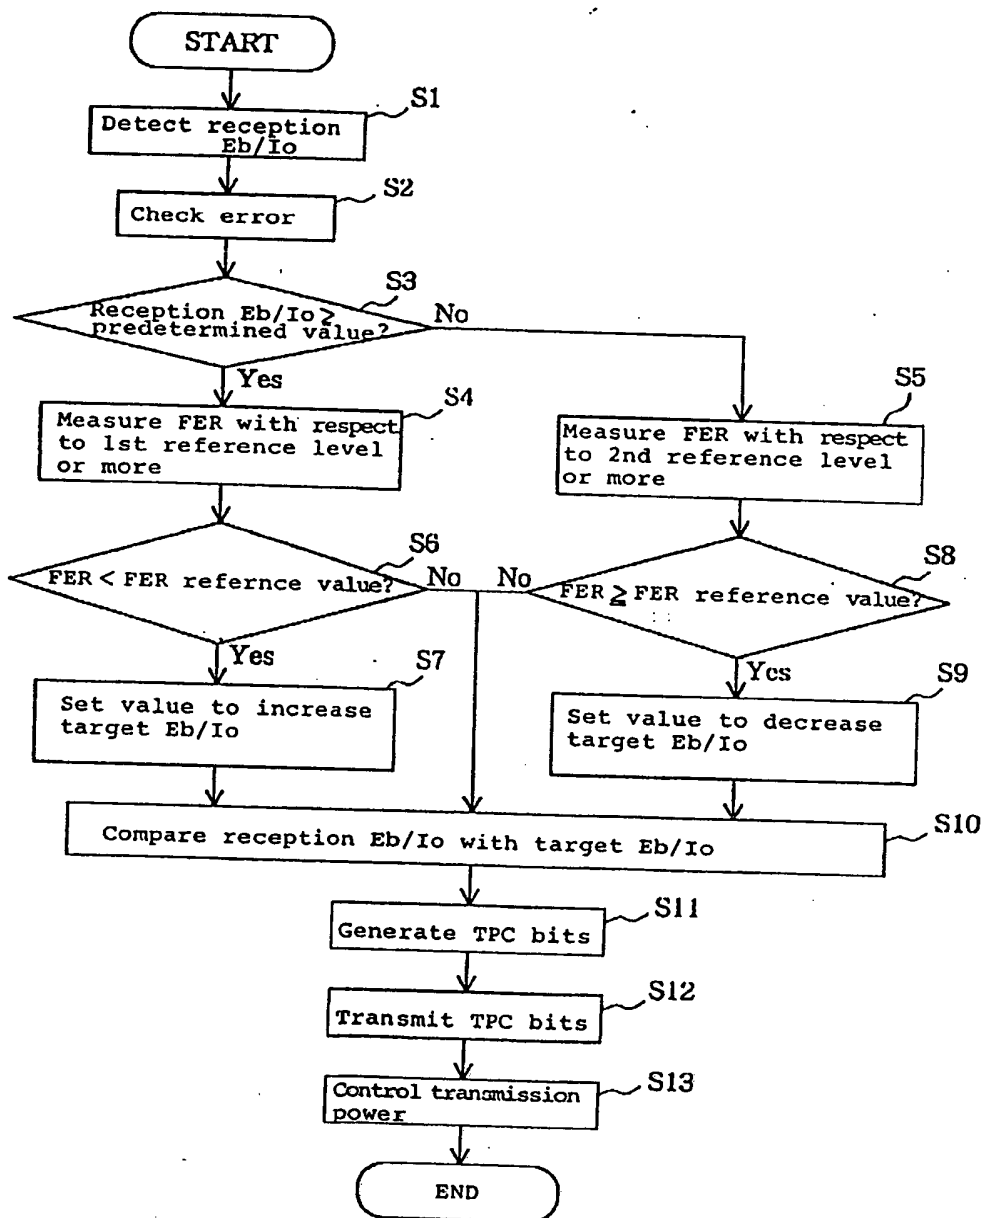 START
S1
Detect reception
Eb/Io
S2
Check error
S3
Reception Eb/Io ≧
predetermined value?
No
Yes
S4
Measure FER with respect
to 1st reference level
or more
S5
Measure FER with respect
to 2nd reference level
or more
S6
FER < FER refernce value?
No
No
S8
FER ≧ FER reference value?
Yes
S7
Set value to increase
target Eb/Io
Yes
S9
Set value to decrease
target Eb/Io
S10
Compare reception Eb/Io with target Eb/Io
S11
Generate TPC bits
S12
Transmit TPC bits
S13
Control transmission
power
END